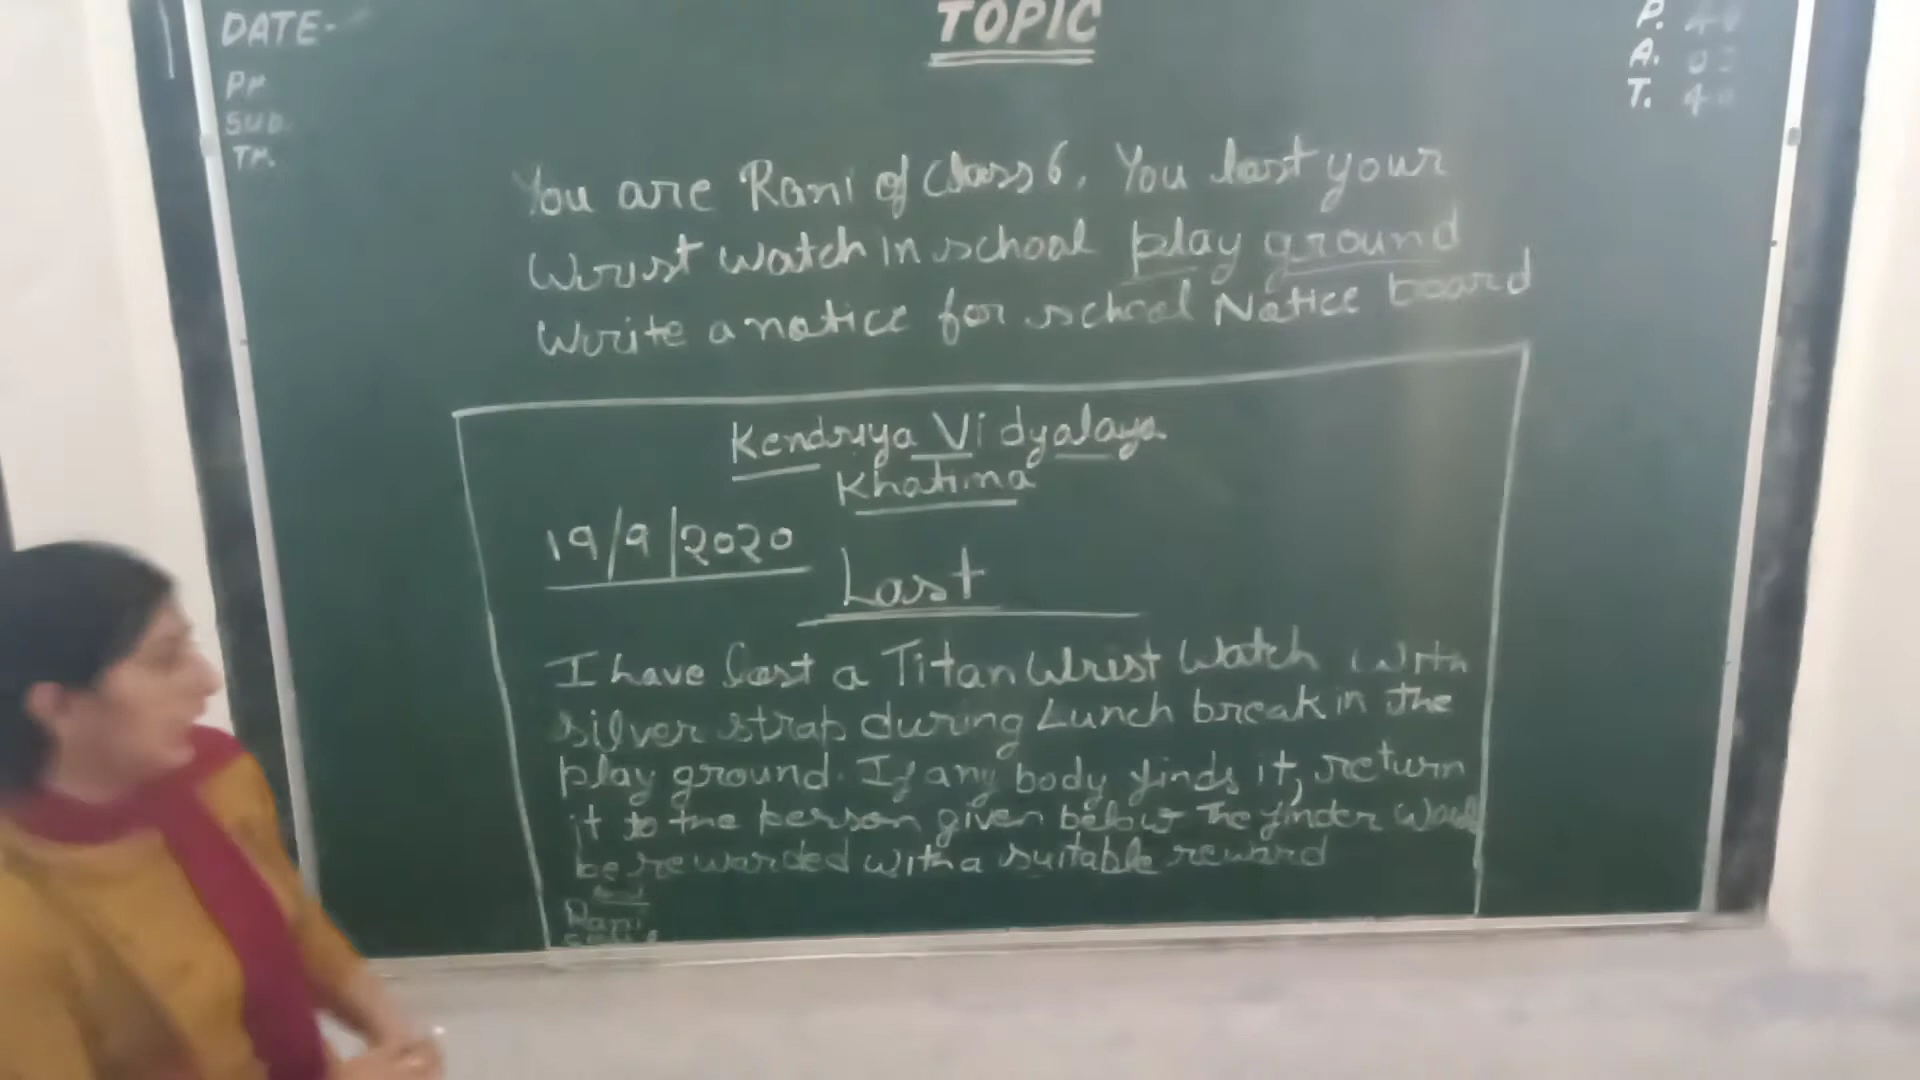 DATE-
TOPIC
P.
A.
T.
SUB.
TH.
You are Rani of Class 6. You lost your
Wrist watch in school play ground
Write a notice for school Notice board
Kendriya Vidyalaya
Khatima
19/9/2020
Lost
I have lost a Titan Wrist Watch with
silver strap during Lunch break in the
play ground. If any body finds it, return
it to the person given below The finder would
be rewarded with a suitable reward
Rani